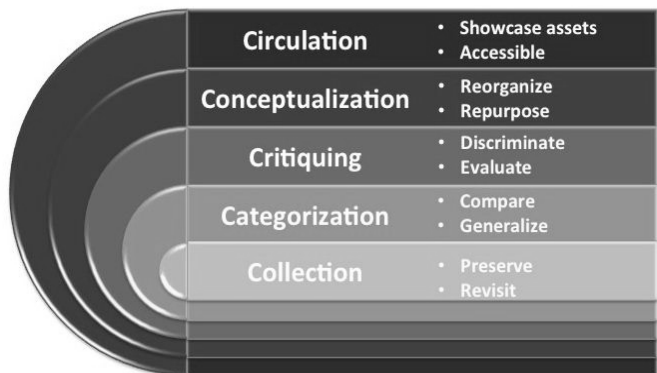 Circulation
• Showcase assets
• Accessible
Conceptualization
• Reorganize
• Repurpose
Critiquing
• Discriminate
• Evaluate
Categorization
• Compare
• Generalize
Collection
• Preserve
• Revisit